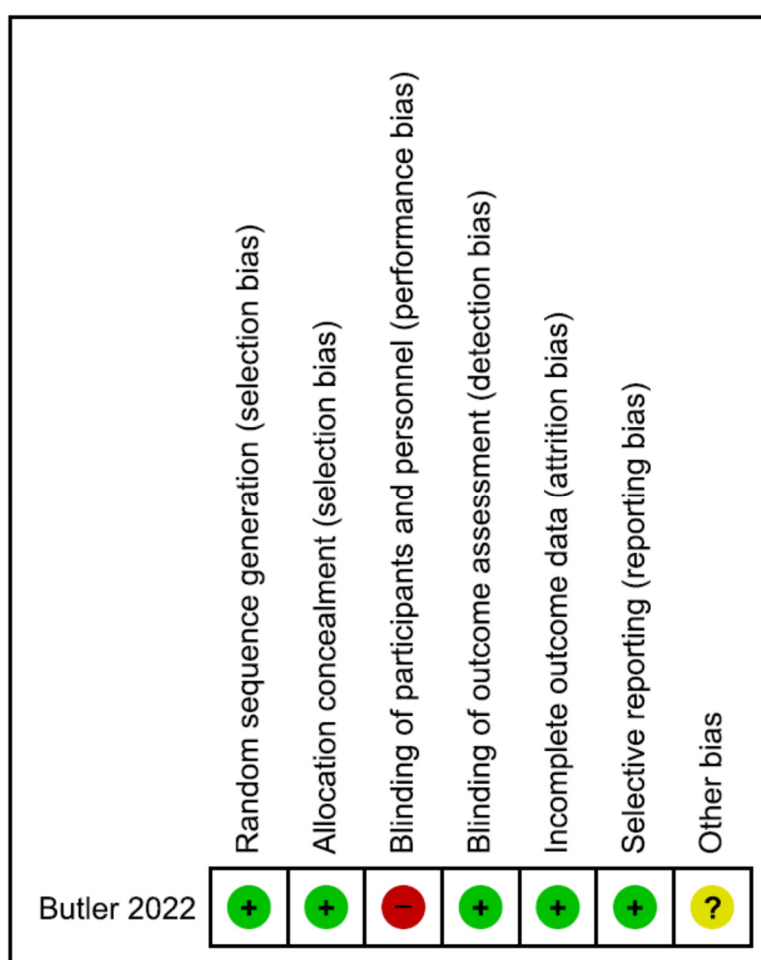 Random sequence generation (selection bias)
Allocation concealment (selection bias)
Blinding of participants and personnel (performance bias)
Blinding of outcome assessment (detection bias)
Incomplete outcome data (attrition bias)
Selective reporting (reporting bias)
Other bias
Butler 2022 + + – + + + ?